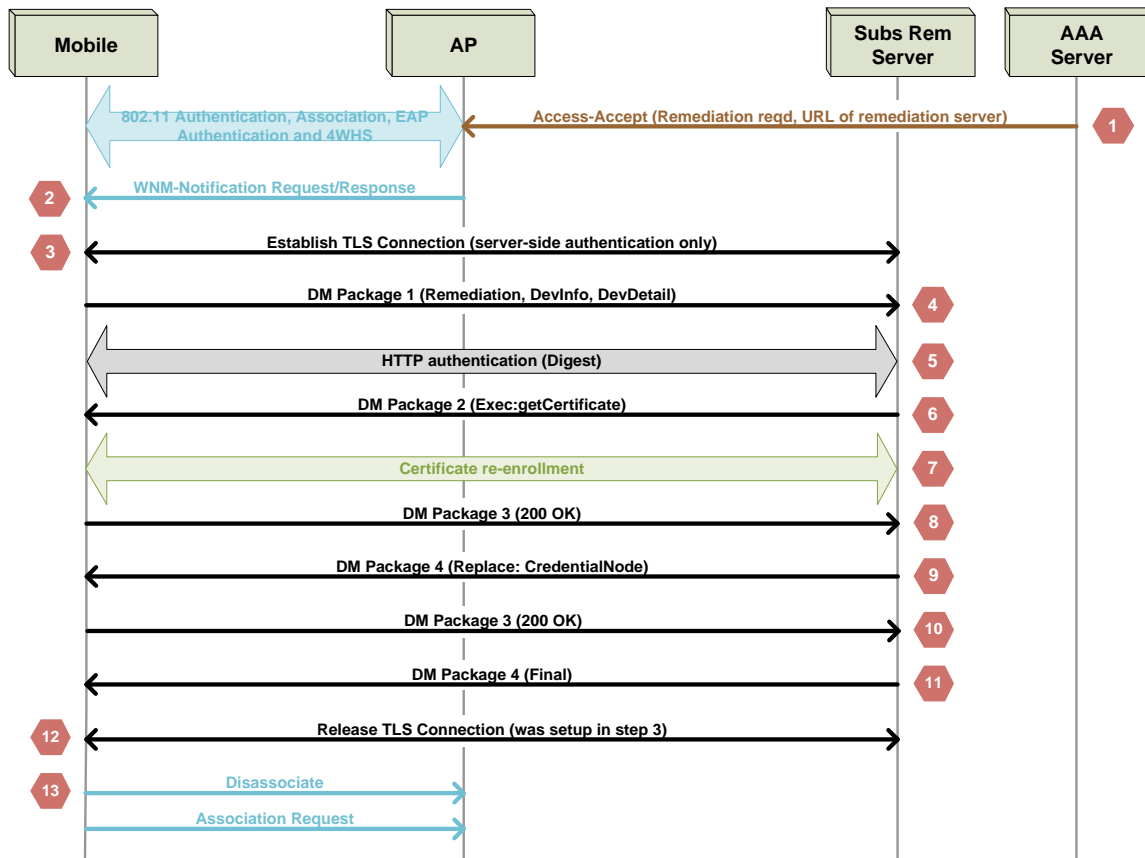 Mobile
AP
Subs Rem
Server
AAA
Server
802.11 Authentication, Association, EAP
Authentication and 4WHS
Access-Accept (Remediation reqd, URL of remediation server)
1
2
WNM-Notification Request/Response
3
Establish TLS Connection (server-side authentication only)
DM Package 1 (Remediation, DevInfo, DevDetail)
4
HTTP authentication (Digest)
5
DM Package 2 (Exec:getCertificate)
6
Certificate re-enrollment
7
DM Package 3 (200 OK)
8
DM Package 4 (Replace: CredentialNode)
9
DM Package 3 (200 OK)
10
DM Package 4 (Final)
11
12
Release TLS Connection (was setup in step 3)
13
Disassociate
Association Request